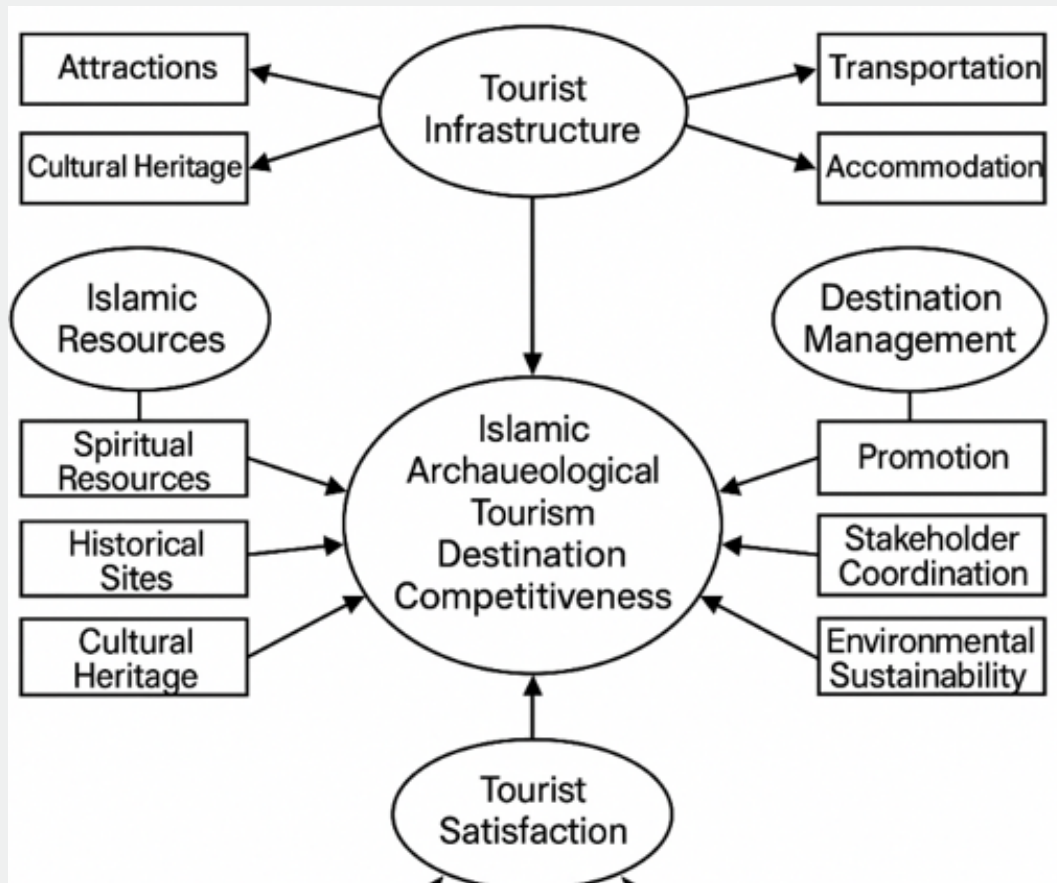 Attractions
Cultural Heritage
Tourist
Infrastructure
Transportation
Accommodation
Islamic
Resources
Destination
Management
Spiritual
Resources
Historical
Sites
Cultural
Heritage
Islamic
Archaueological
Tourism
Destination
Competitiveness
Promotion
Stakeholder
Coordination
Environmental
Sustainability
Tourist
Satisfaction